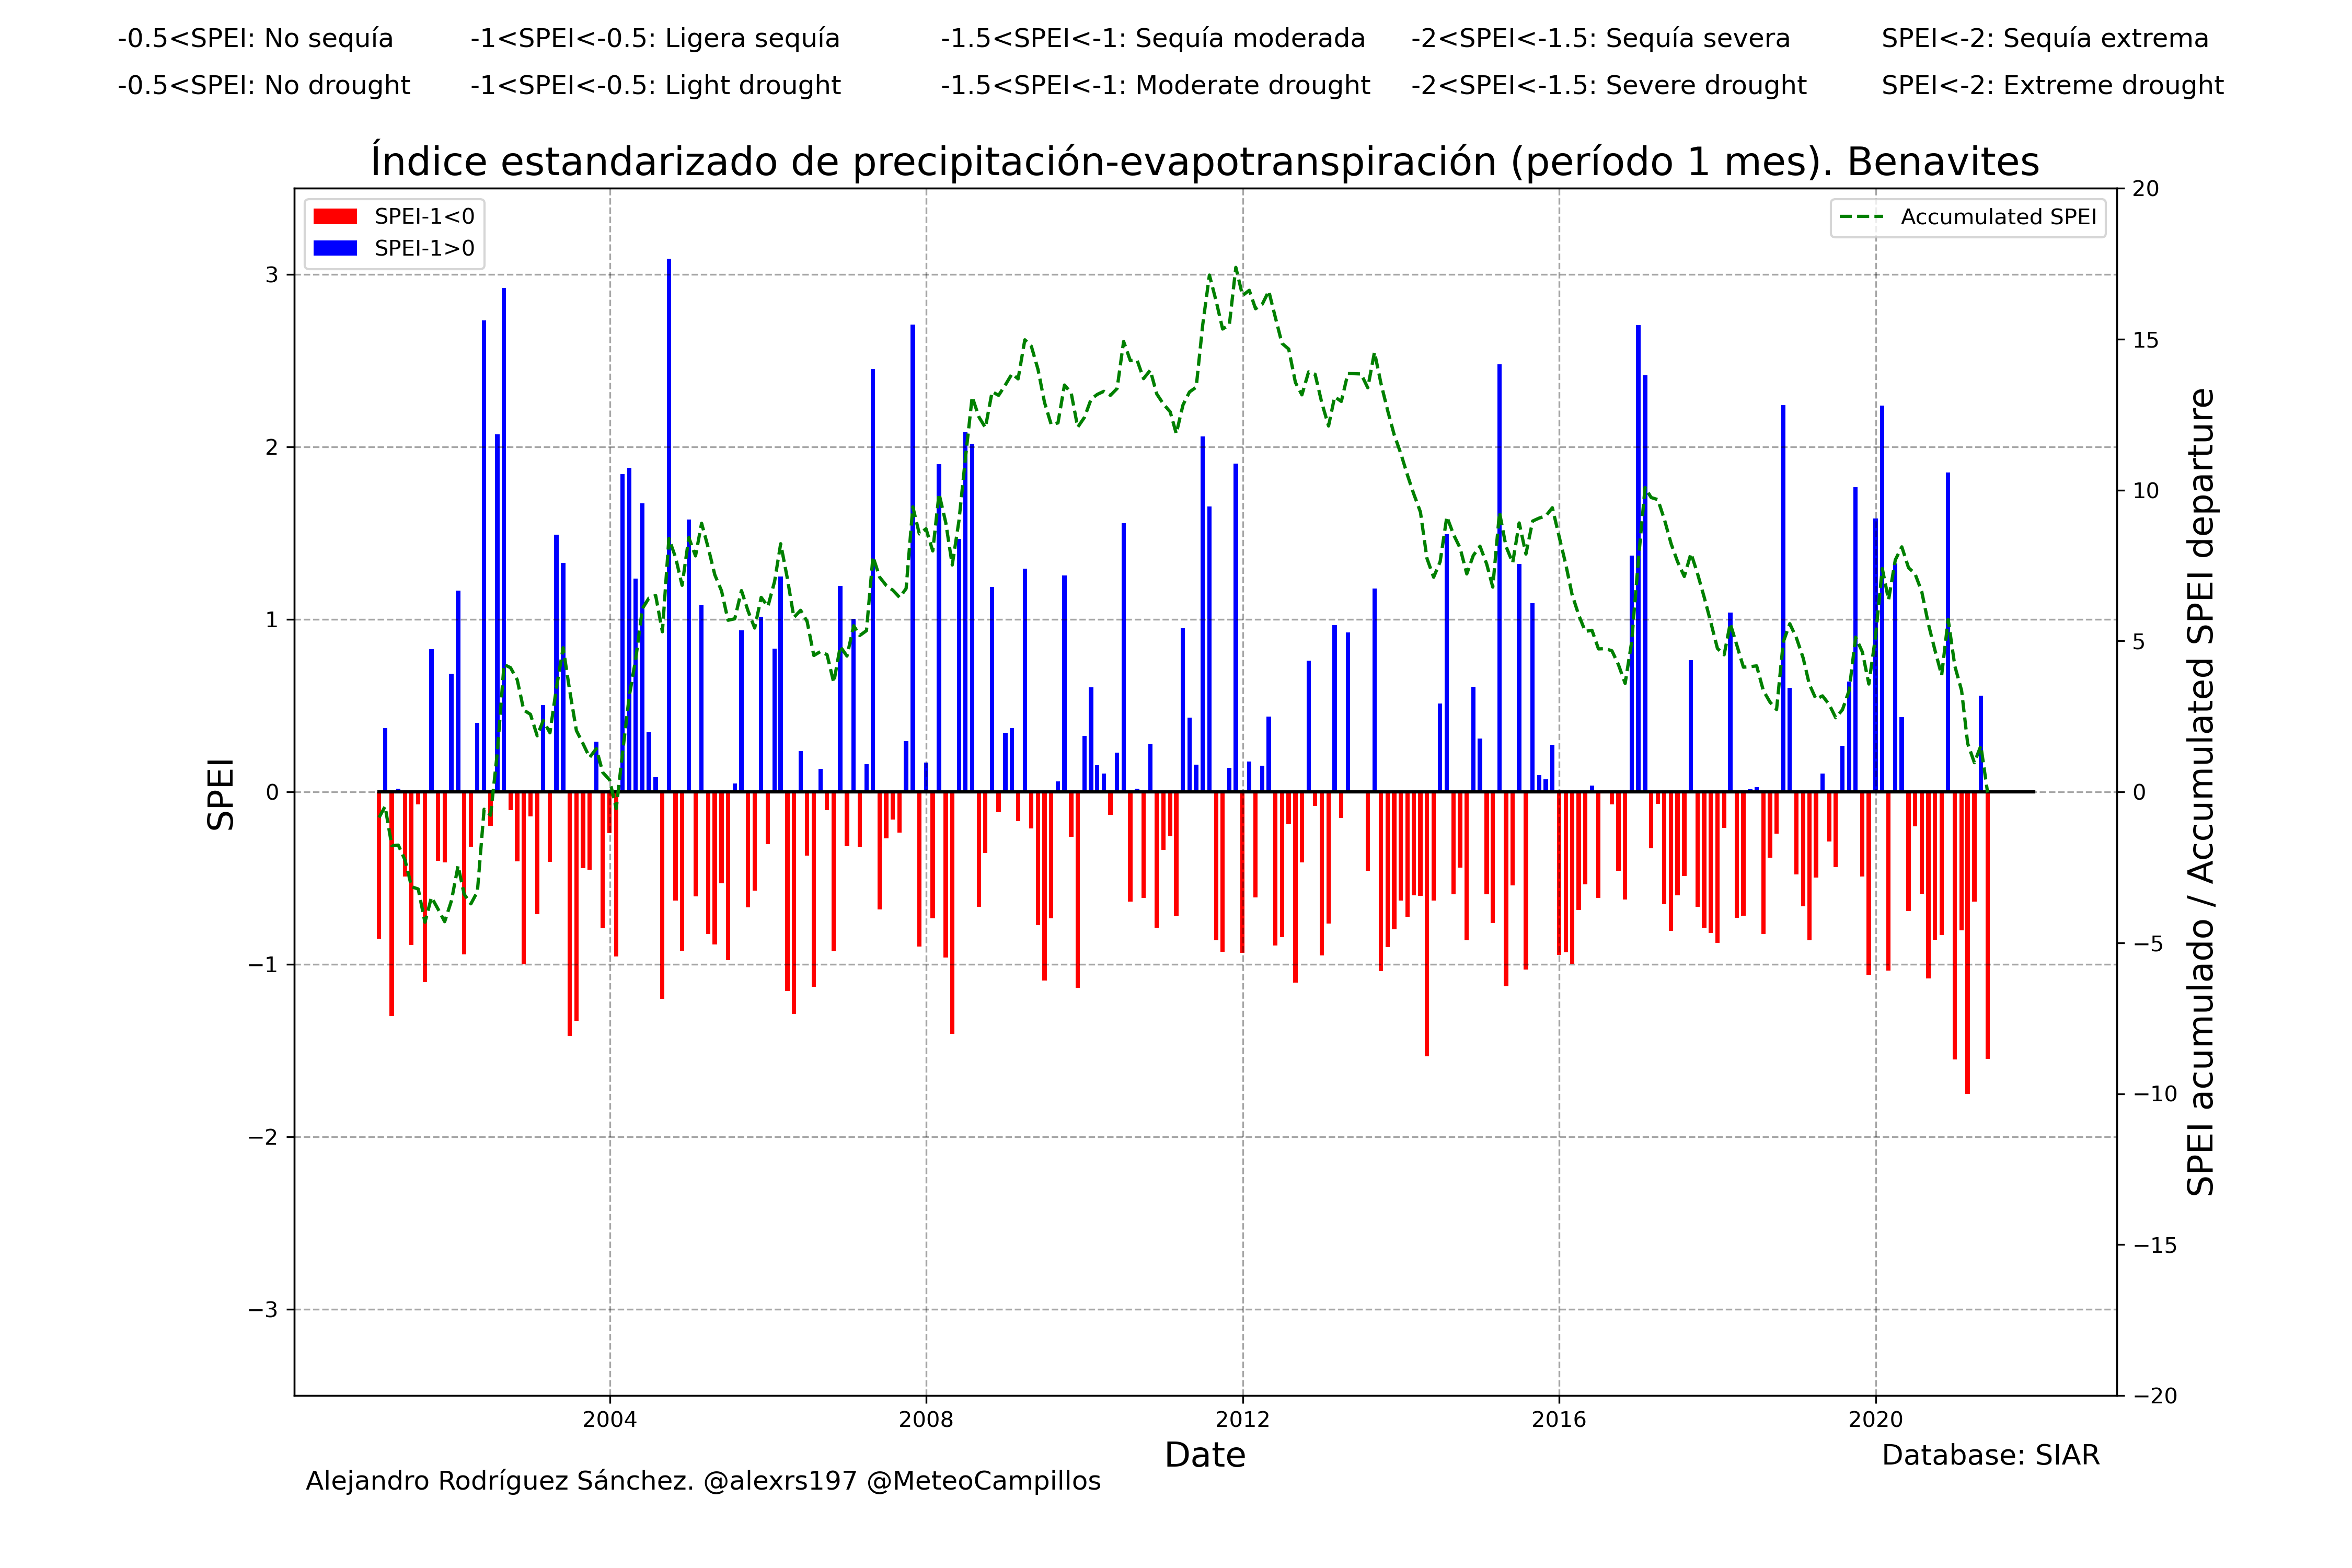 -0.5<SPEI: No sequía -1<SPEI<-0.5: Ligera sequía -1.5<SPEI<-1: Sequía moderada -2<SPEI<-1.5: Sequía severa SPEI<-2: Sequía extrema
-0.5<SPEI: No drought -1<SPEI<-0.5: Light drought -1.5<SPEI<-1: Moderate drought -2<SPEI<-1.5: Severe drought SPEI<-2: Extreme drought
Índice estandarizado de precipitación-evapotranspiración (período 1 mes). Benavites
SPEI-1<0
SPEI-1>0
Accumulated SPEI
SPEI
3
2
1
0
−1
−2
−3
20
15
10
5
0
−5
−10
−15
−20
SPEI acumulado / Accumulated SPEI departure
2004 2008 2012 2016 2020
Date
Database: SIAR
Alejandro Rodríguez Sánchez. @alexrs197 @MeteoCampillos